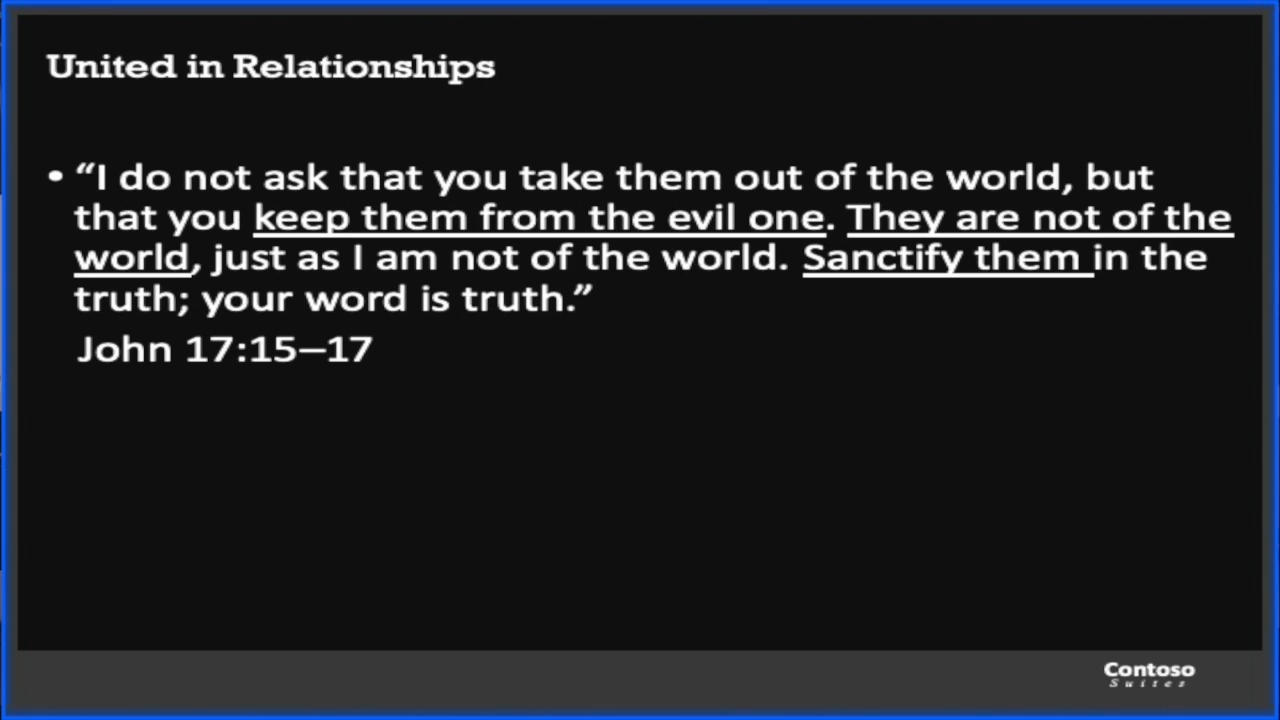 United in Relationships
• “I do not ask that you take them out of the world, but
that you keep them from the evil one. They are not of the
world, just as I am not of the world. Sanctify them in the
truth; your word is truth.”
John 17:15–17
Contoso
Suites